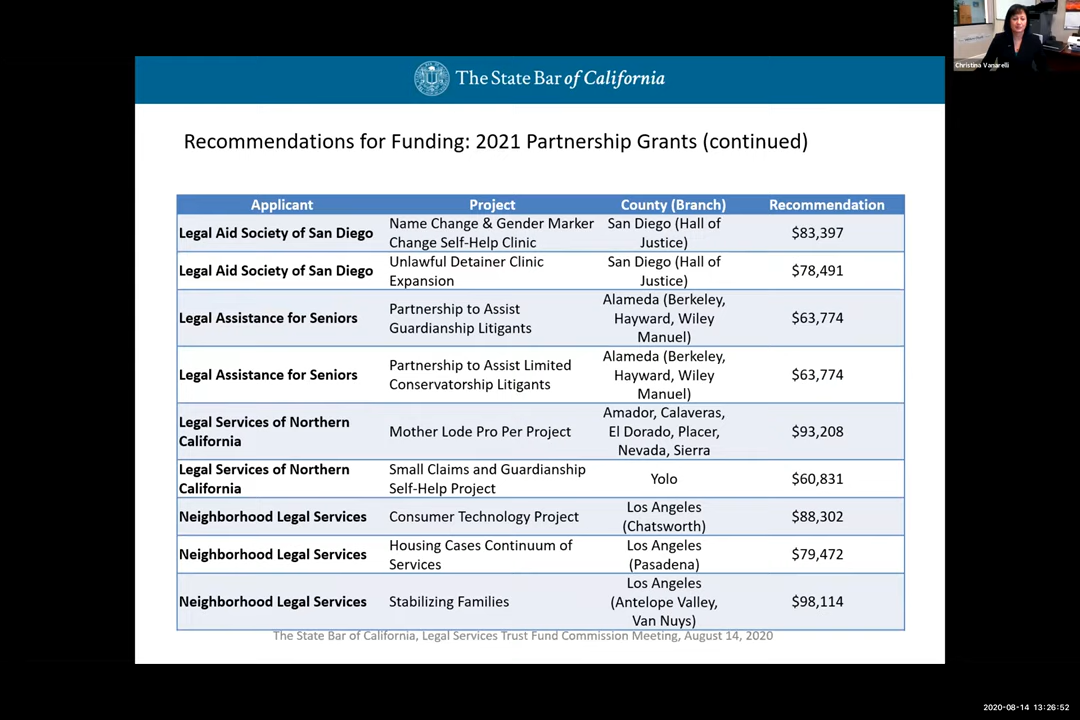 Christina Vanarelli
The State Bar of California
Recommendations for Funding: 2021 Partnership Grants (continued)
Applicant Project County (Branch) Recommendation
Legal Aid Society of San Diego
Name Change & Gender Marker
Change Self-Help Clinic
San Diego (Hall of
Justice)
$83,397
Legal Aid Society of San Diego
Unlawful Detainer Clinic
Expansion
San Diego (Hall of
Justice)
$78,491
Legal Assistance for Seniors
Partnership to Assist
Guardianship Litigants
Alameda (Berkeley,
Hayward, Wiley
Manuel)
$63,774
Legal Assistance for Seniors
Partnership to Assist Limited
Conservatorship Litigants
Alameda (Berkeley,
Hayward, Wiley
Manuel)
$63,774
Legal Services of Northern
California
Mother Lode Pro Per Project
Amador, Calaveras,
El Dorado, Placer,
Nevada, Sierra
$93,208
Legal Services of Northern
California
Small Claims and Guardianship
Self-Help Project
Yolo
$60,831
Neighborhood Legal Services
Consumer Technology Project
Los Angeles
(Chatsworth)
$88,302
Neighborhood Legal Services
Housing Cases Continuum of
Services
Los Angeles
(Pasadena)
$79,472
Neighborhood Legal Services
Stabilizing Families
Los Angeles
(Antelope Valley,
Van Nuys)
$98,114
The State Bar of California, Legal Services Trust Fund Commission Meeting, August 14, 2020
2020-08-14 13:26:52